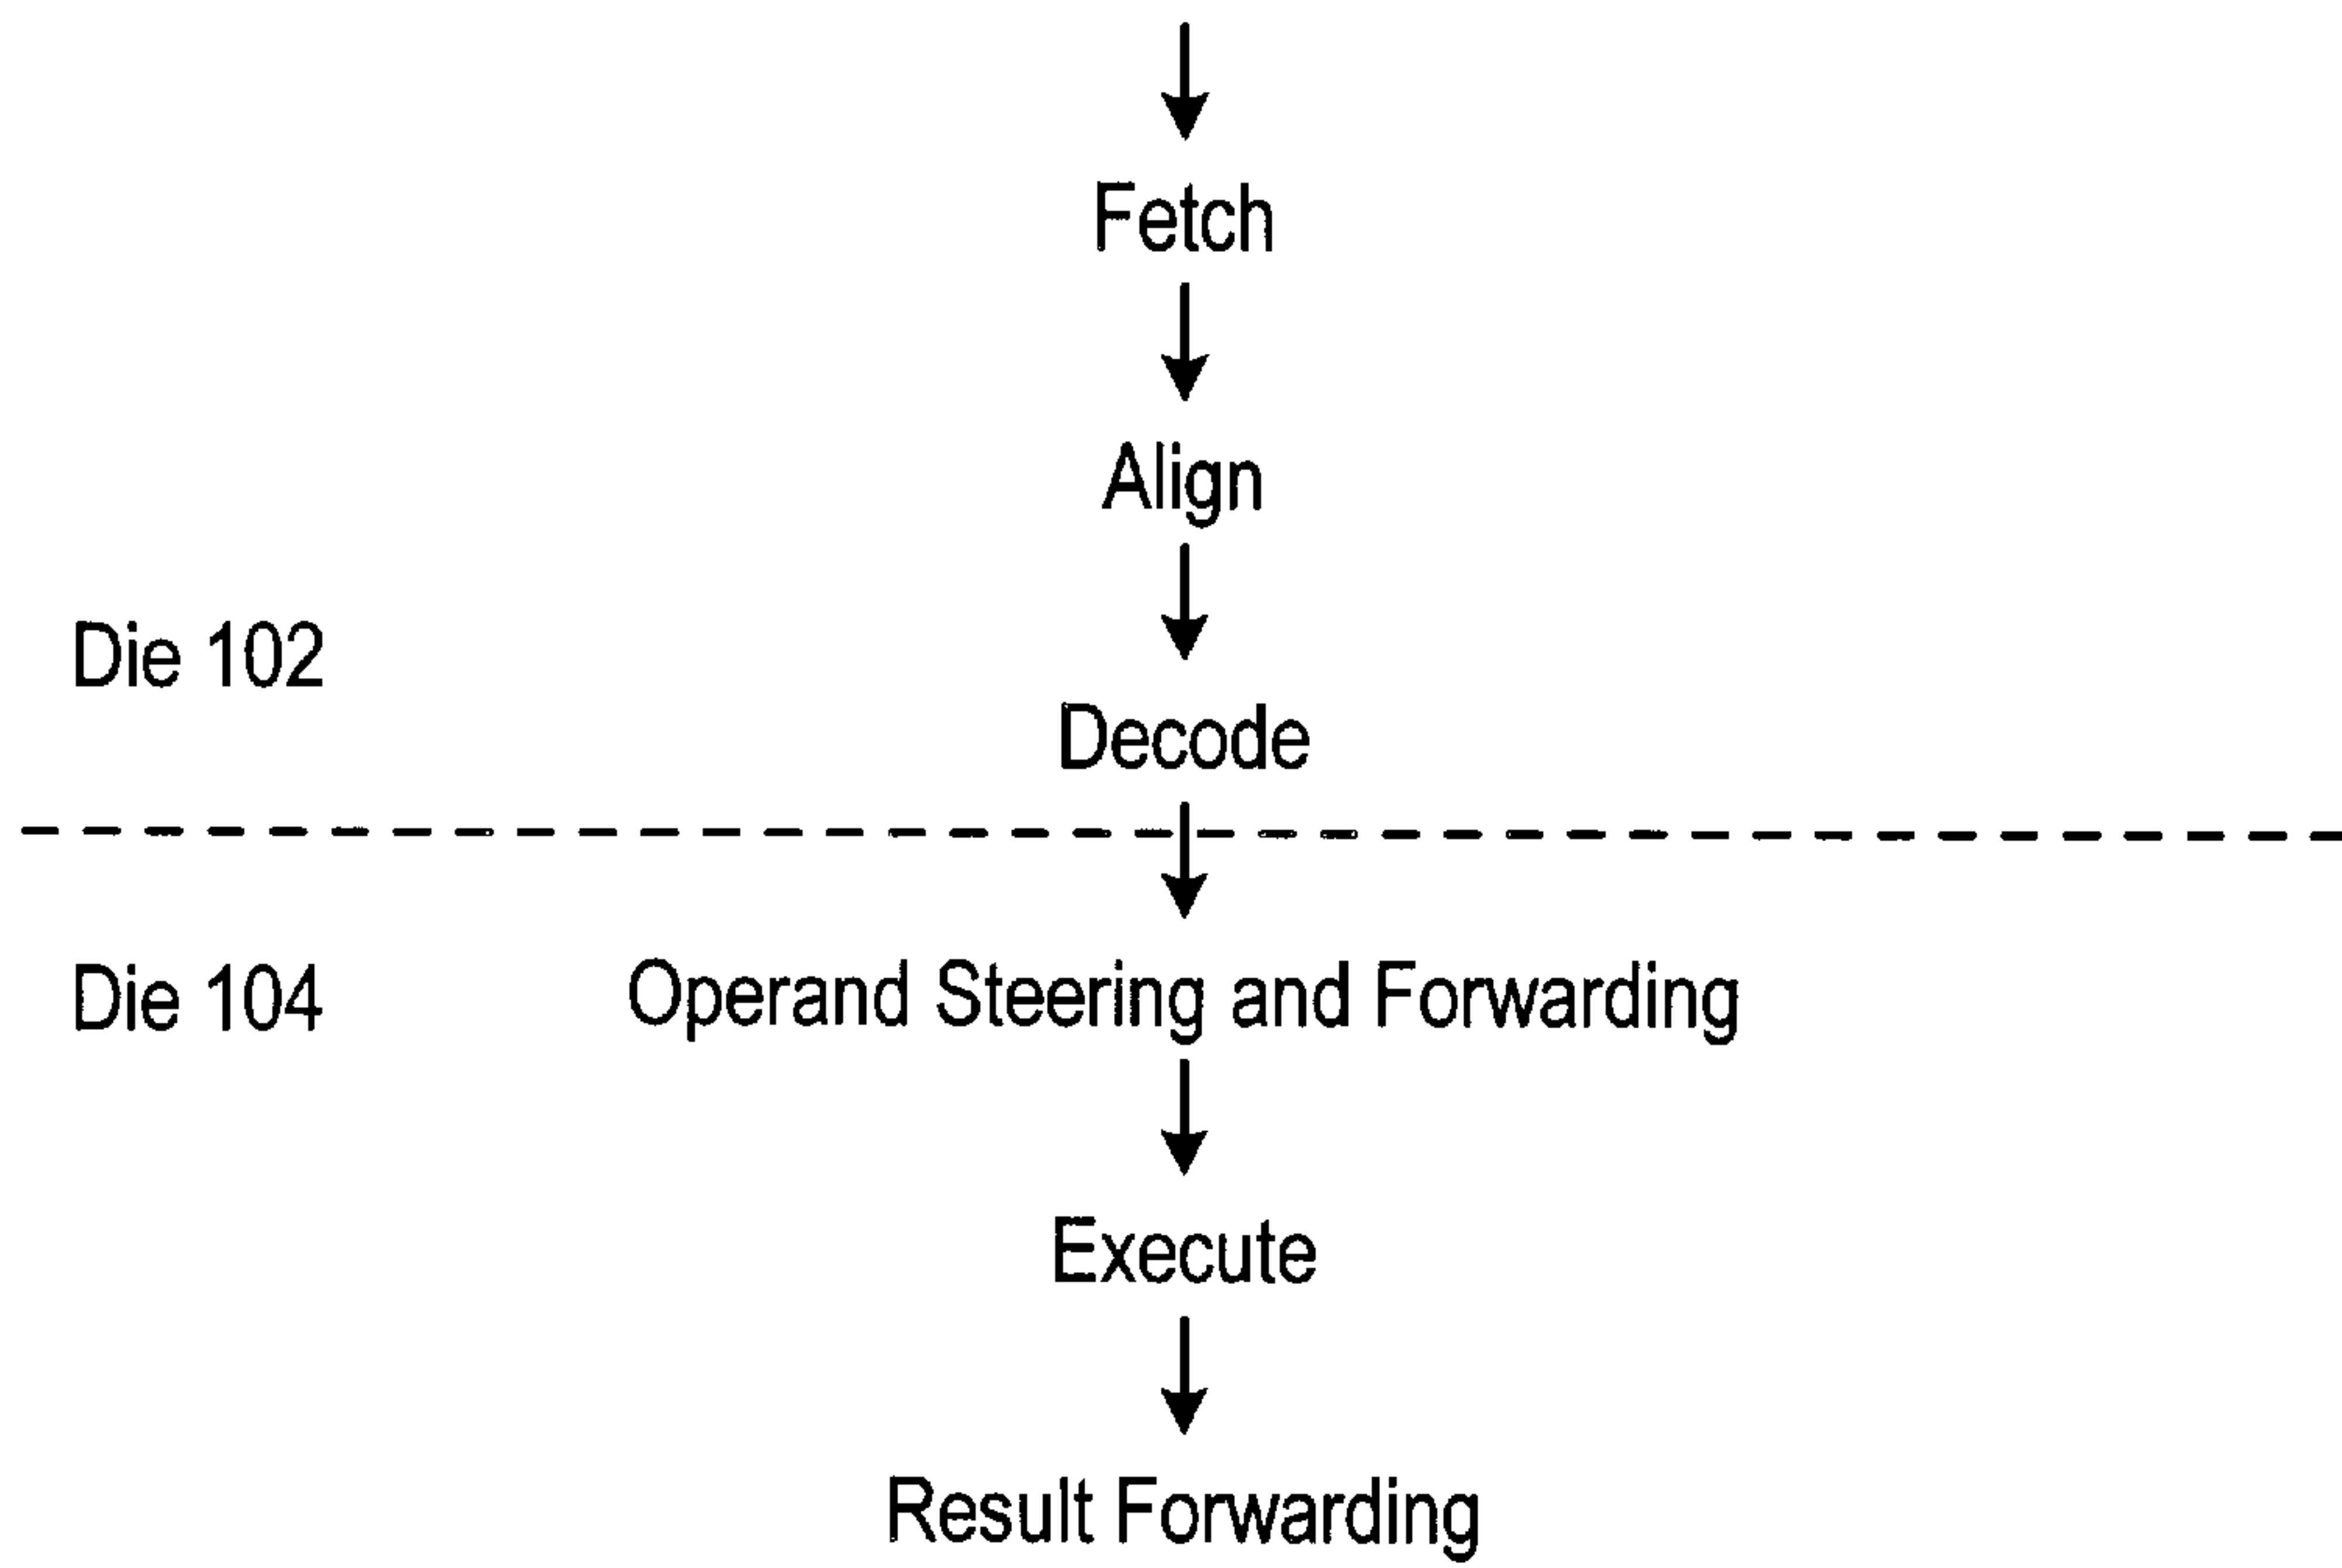 Fetch
Align
Die 102
Decode
Die 104
Operand Steering and Forwarding
Execute
Result Forwarding